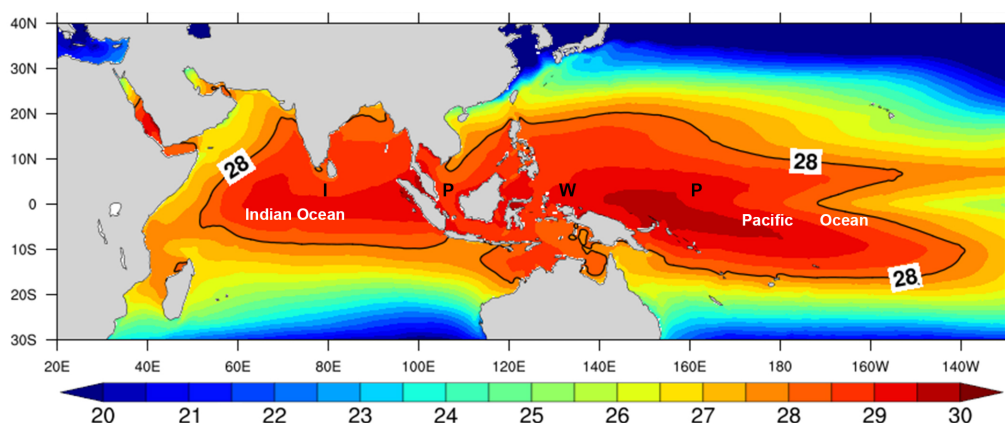 40N
30N
20N
10N
0
10S
20S
30S
28
28
28
I P W P
Indian Ocean
Pacific Ocean
20E 40E 60E 80E 100E 120E 140E 160E 180E 160W 140W
20 21 22 23 24 25 26 27 28 29 30